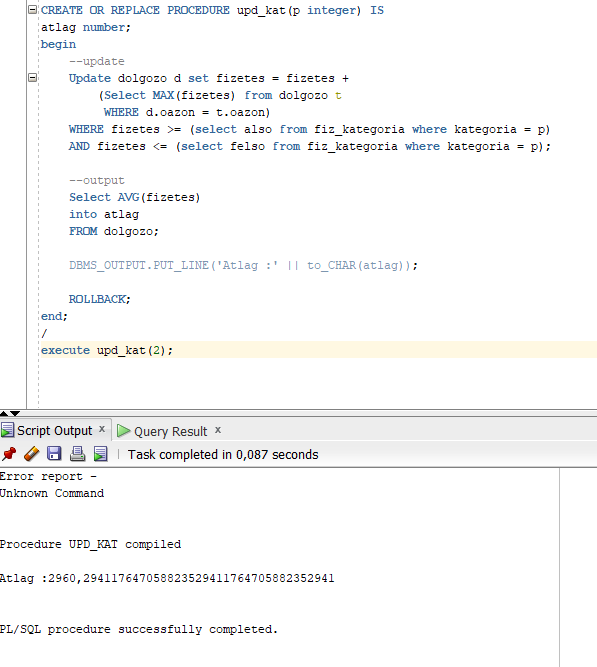 CREATE OR REPLACE PROCEDURE upd_kat(p integer) IS
atlag number;
begin
--update
Update dolgozo d set fizetes = fizetes +
(Select MAX(fizetes) from dolgozo t
WHERE d.oazon = t.oazon)
WHERE fizetes >= (select also from fiz_kategoria where kategoria = p)
AND fizetes <= (select felso from fiz_kategoria where kategoria = p);
--output
Select AVG(fizetes)
into atlag
FROM dolgozo;
DBMS_OUTPUT.PUT_LINE('Atlag :' || to_CHAR(atlag));
ROLLBACK;
end;
/
execute upd_kat(2);
Script Output x Query Result x
Task completed in 0,087 seconds
Error report -
Unknown Command
Procedure UPD_KAT compiled
Atlag :2960,294117647058823529411764705882352941
PL/SQL procedure successfully completed.